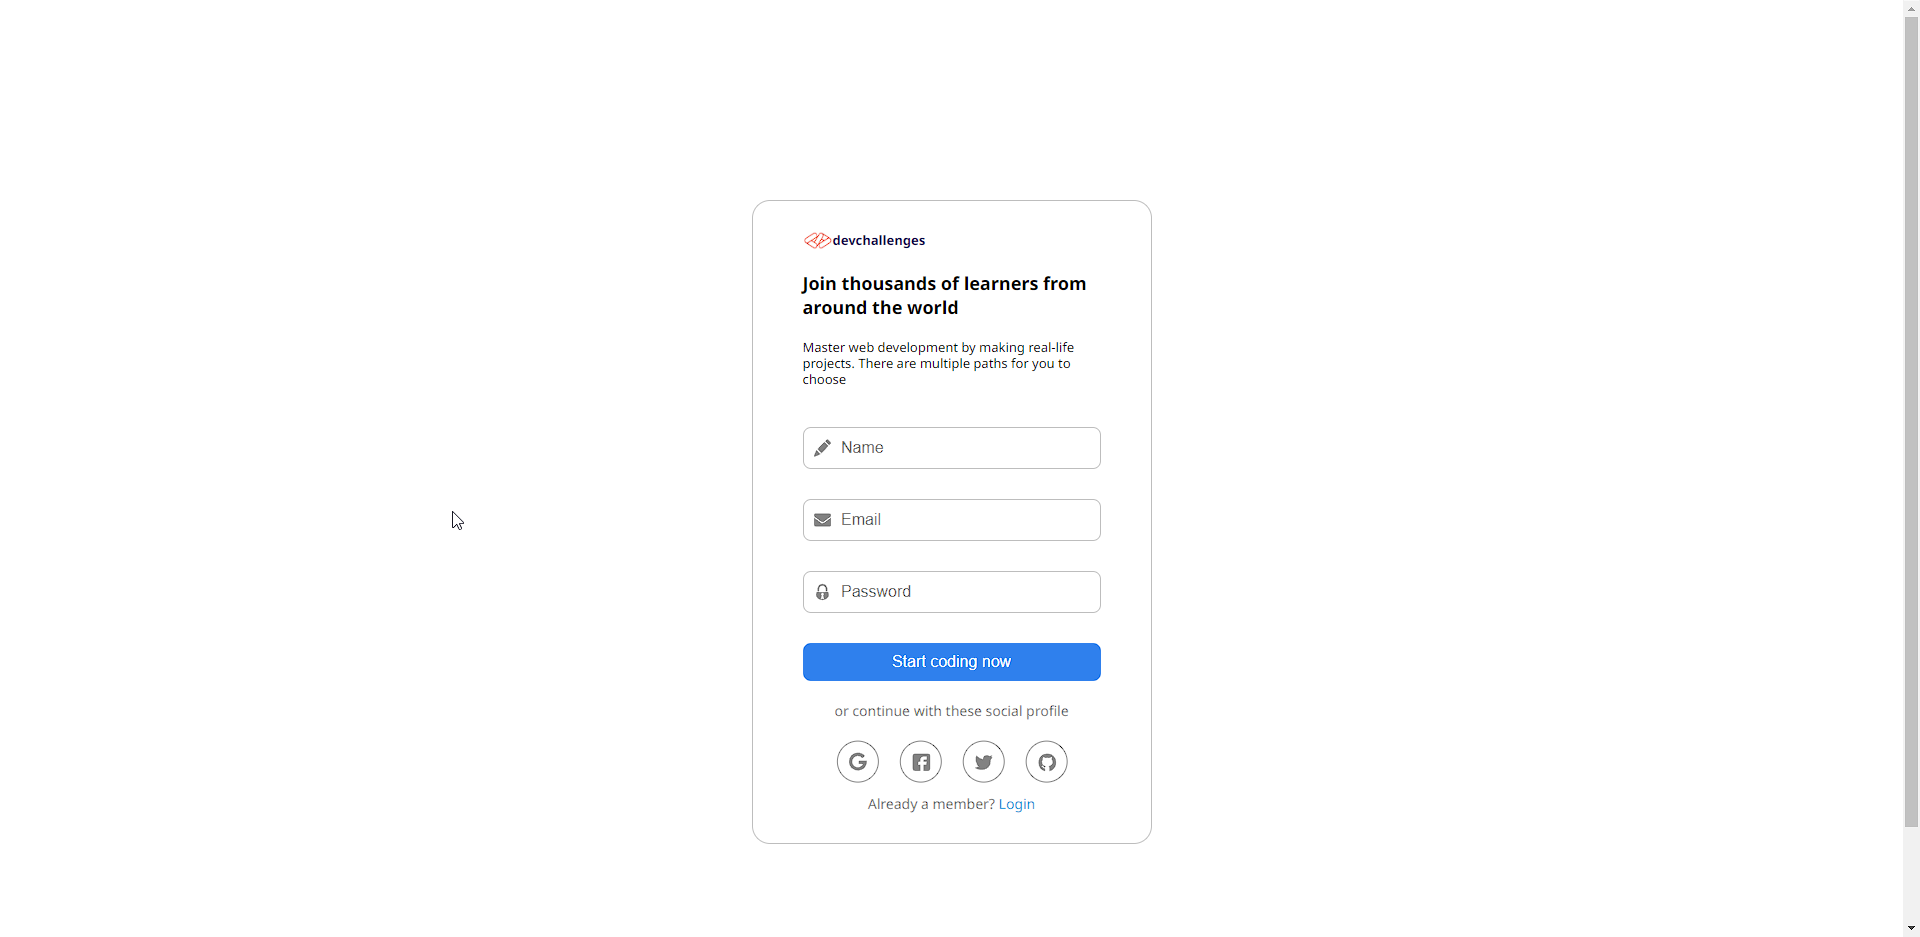 devchallenges
Join thousands of learners from
around the world
Master web development by making real-life
projects. There are multiple paths for you to
choose
Name
Email
Password
Start coding now
or continue with these social profile
Already a member? Login